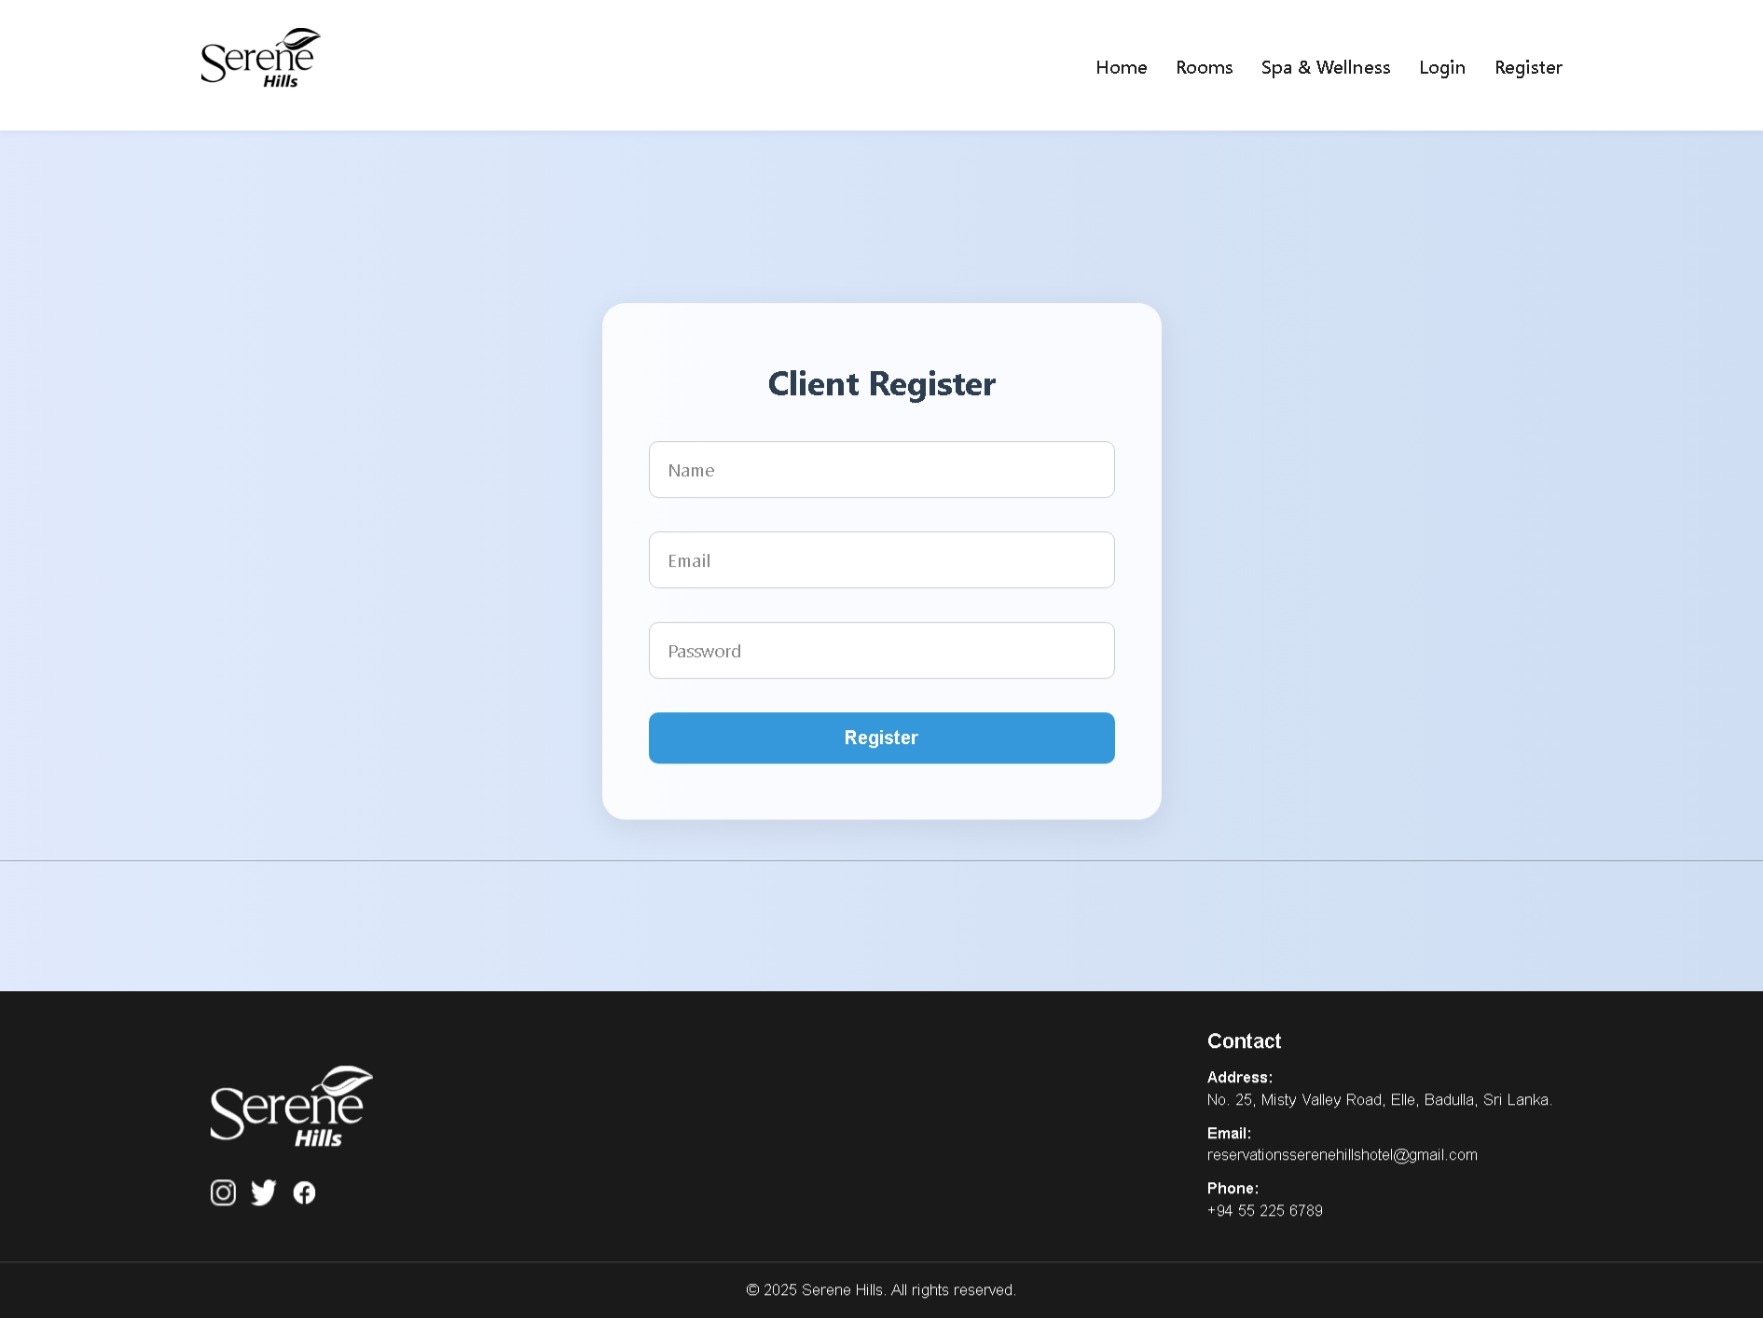 Serene
Hills
Home Rooms Spa & Wellness Login Register
Client Register
Name
Email
Password
Register
Serene
Hills
Contact
Address:
No. 25, Misty Valley Road, Elle, Badulla, Sri Lanka.
Email:
reservationsserenehillshotel@gmail.com
Phone:
+94 55 225 6789
© 2025 Serene Hills. All rights reserved.